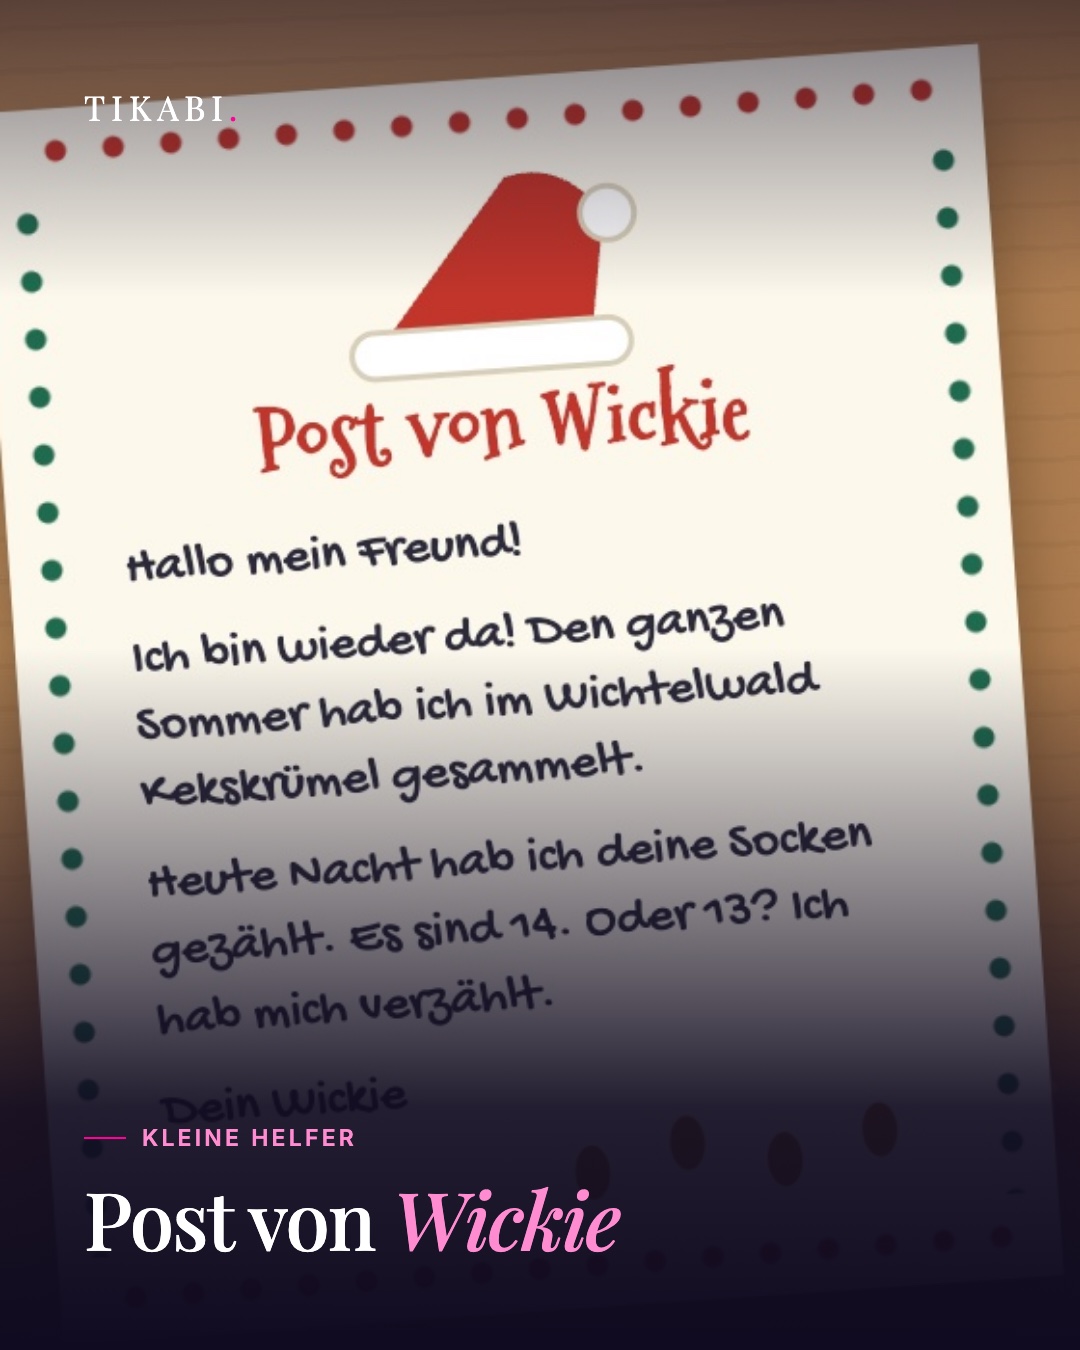 TIKABI.
Post von Wickie
Hallo mein Freund!
Ich bin wieder da! Den ganzen
Sommer hab ich im Wichtelwald
Kekskrümel gesammelt.
Heute Nacht hab ich deine Socken
gezählt. Es sind 14. Oder 13? Ich
hab mich verzählt.
Dein Wickie
KLEINE HELFER
Post von Wickie